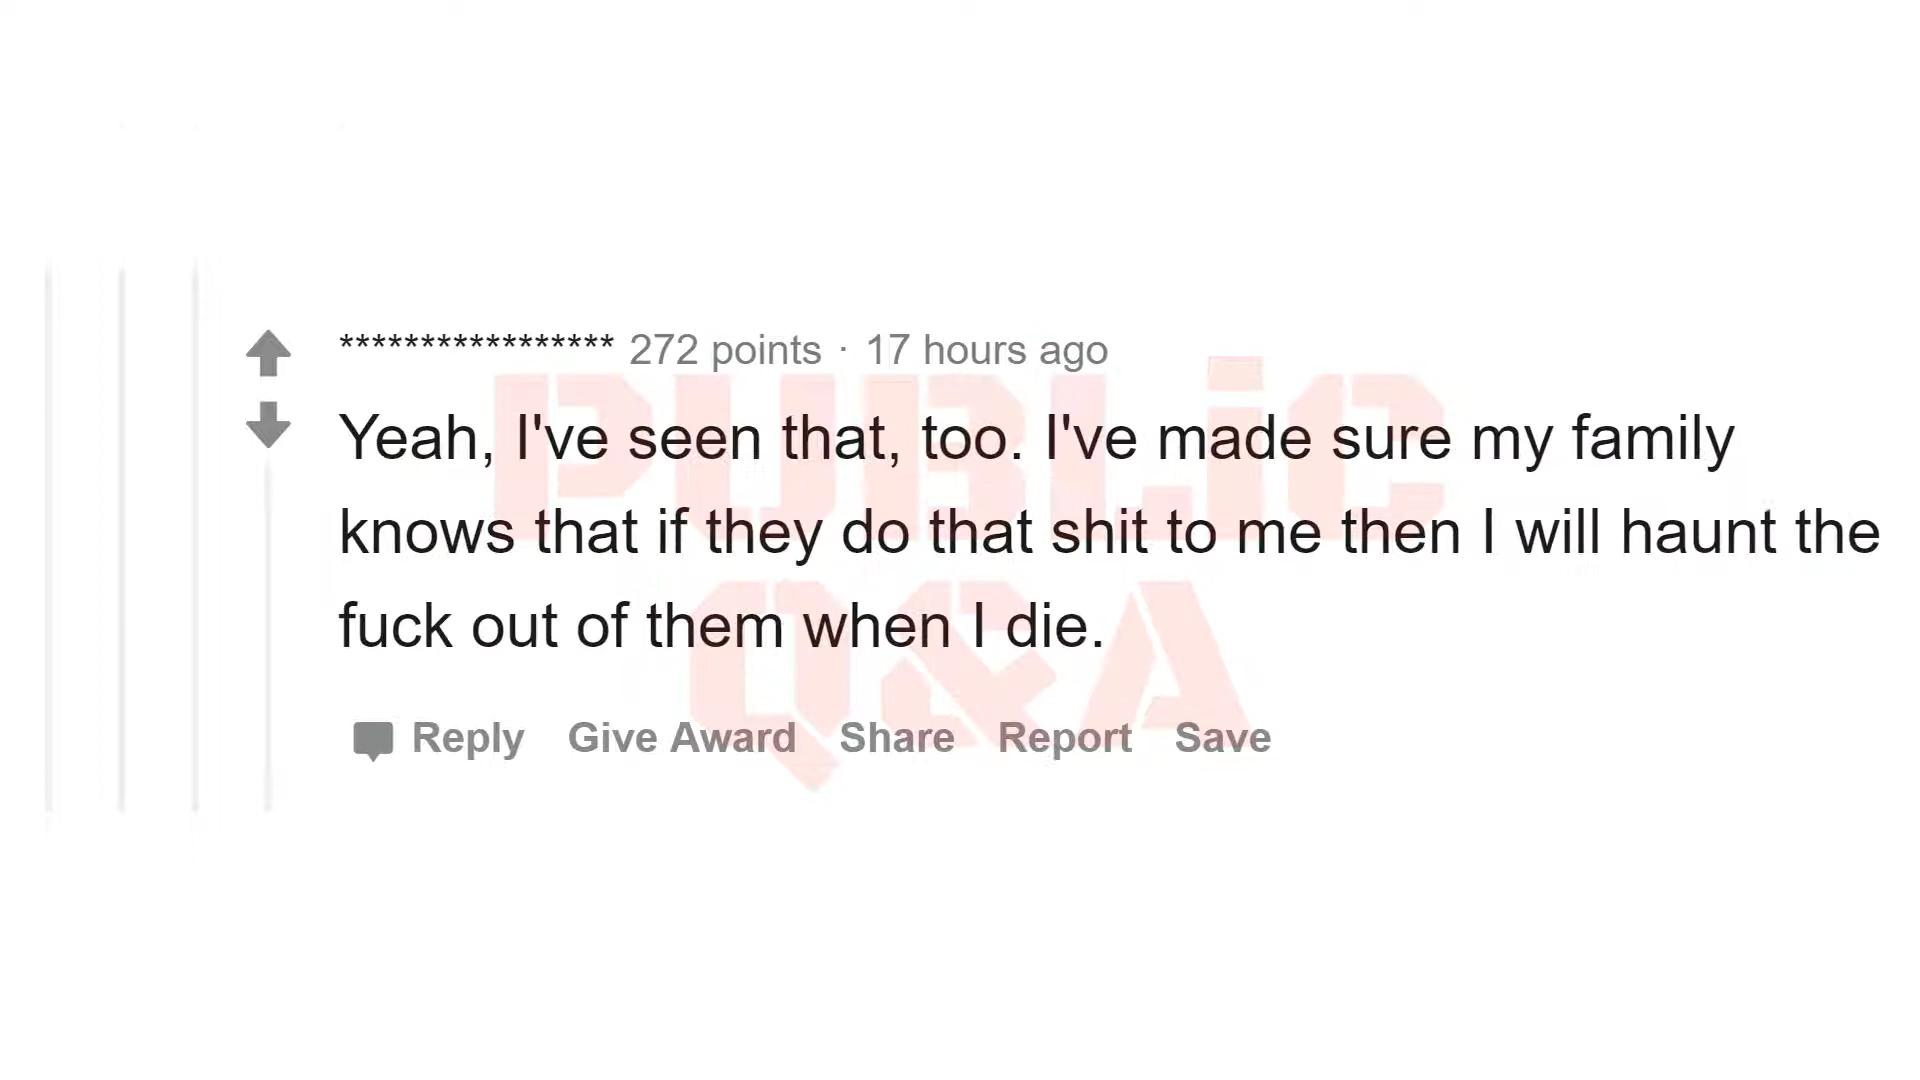 ***************** 272 points · 17 hours ago
Yeah, I've seen that, too. I've made sure my family
knows that if they do that shit to me then I will haunt the
fuck out of them when I die.
Reply Give Award Share Report Save
PUBLiC
Q&A